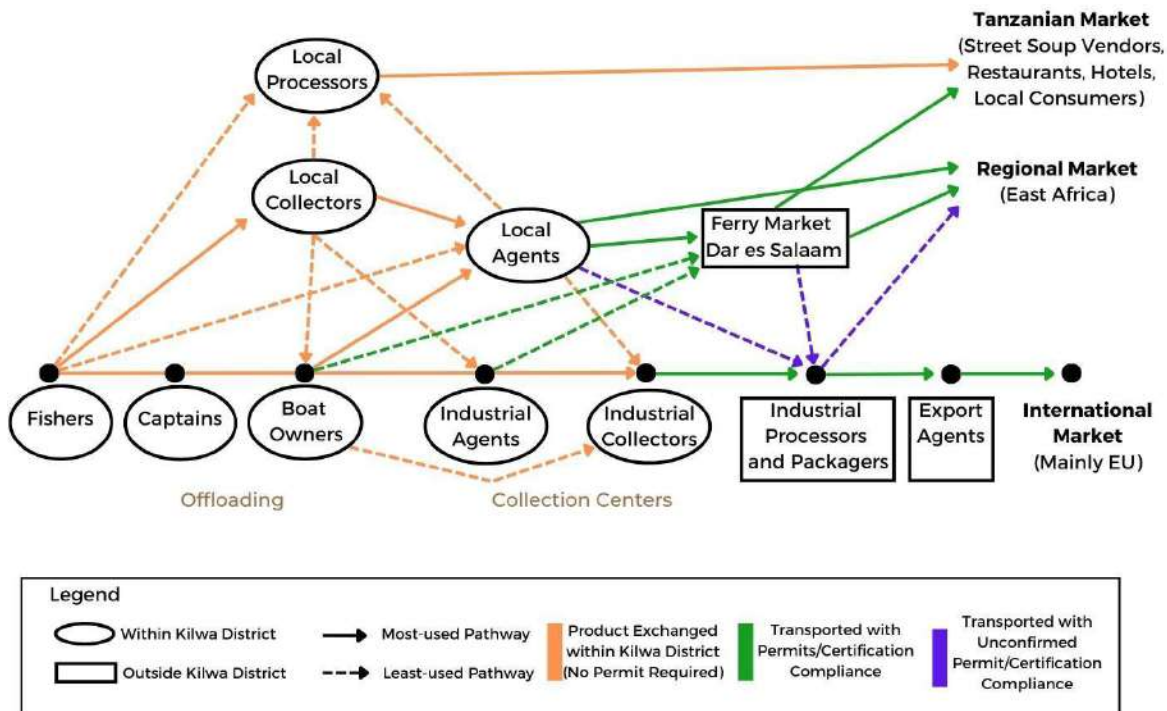 Tanzanian Market
(Street Soup Vendors,
Restaurants, Hotels,
Local Consumers)
Local
Processors
Local
Collectors
Regional Market
(East Africa)
Local
Agents
Ferry Market
Dar es Salaam
Fishers
Captains
Boat
Owners
Industrial
Agents
Industrial
Collectors
Industrial
Processors
and Packagers
Export
Agents
International
Market
(Mainly EU)
Offloading
Collection Centers
Legend
Within Kilwa District
Outside Kilwa District
Most-used Pathway
Least-used Pathway
Product Exchanged
within Kilwa District
(No Permit Required)
Transported with
Permits/Certification
Compliance
Transported with
Unconfirmed
Permit/Certification
Compliance